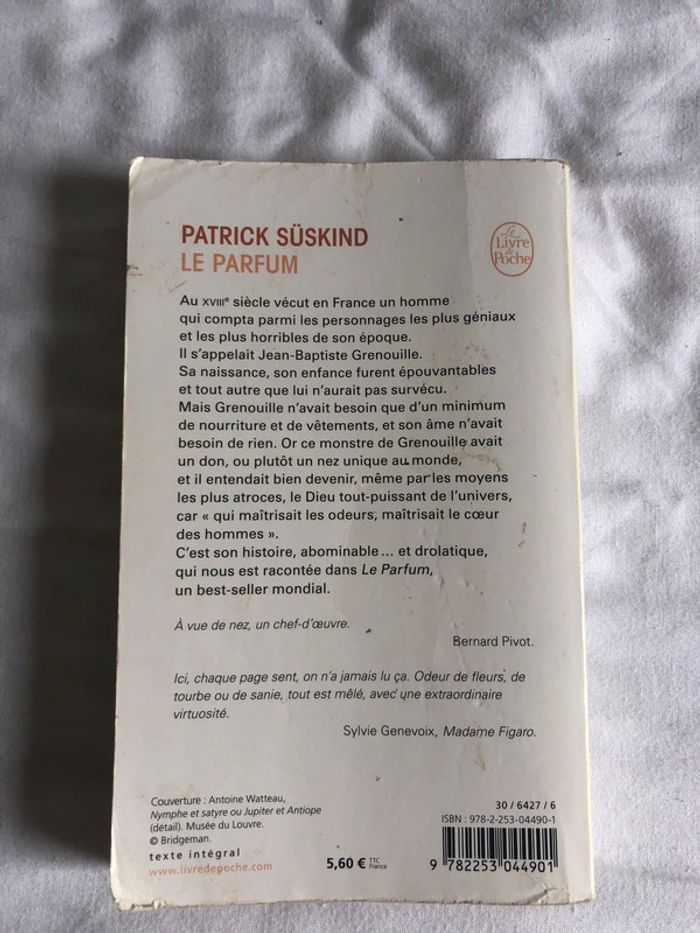 PATRICK SÜSKIND
LE PARFUM
Le
Livre
de
Poche
Au XVIIIe siècle vécut en France un homme
qui compta parmi les personnages les plus géniaux
et les plus horribles de son époque.
Il s'appelait Jean-Baptiste Grenouille.
Sa naissance, son enfance furent épouvantables
et tout autre que lui n'aurait pas survécu.
Mais Grenouille n'avait besoin que d'un minimum
de nourriture et de vêtements, et son âme n'avait
besoin de rien. Or ce monstre de Grenouille avait
un don, ou plutôt un nez unique au monde,
et il entendait bien devenir, même par les moyens
les plus atroces, le Dieu tout-puissant de l'univers,
car « qui maîtrisait les odeurs, maîtrisait le cœur
des hommes ».
C'est son histoire, abominable... et drolatique,
qui nous est racontée dans Le Parfum,
un best-seller mondial.
À vue de nez, un chef-d'œuvre.
Bernard Pivot.
Ici, chaque page sent, on n'a jamais lu ça. Odeur de fleurs, de
tourbe ou de sanie, tout est mêlé, avec une extraordinaire
virtuosité.
Sylvie Genevoix, Madame Figaro.
Couverture : Antoine Watteau,
Nymphe et satyre ou Jupiter et Antiope
(détail). Musée du Louvre.
© Bridgeman.
texte intégral
www.livredepoche.com
5,60 € TTC France
30 / 6427 / 6
ISBN : 978-2-253-04490-1
9 782253 044901